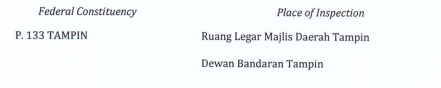 Federal Constituency Place of Inspection
P. 133 TAMPIN Ruang Legar Majlis Daerah Tampin
Dewan Bandaran Tampin